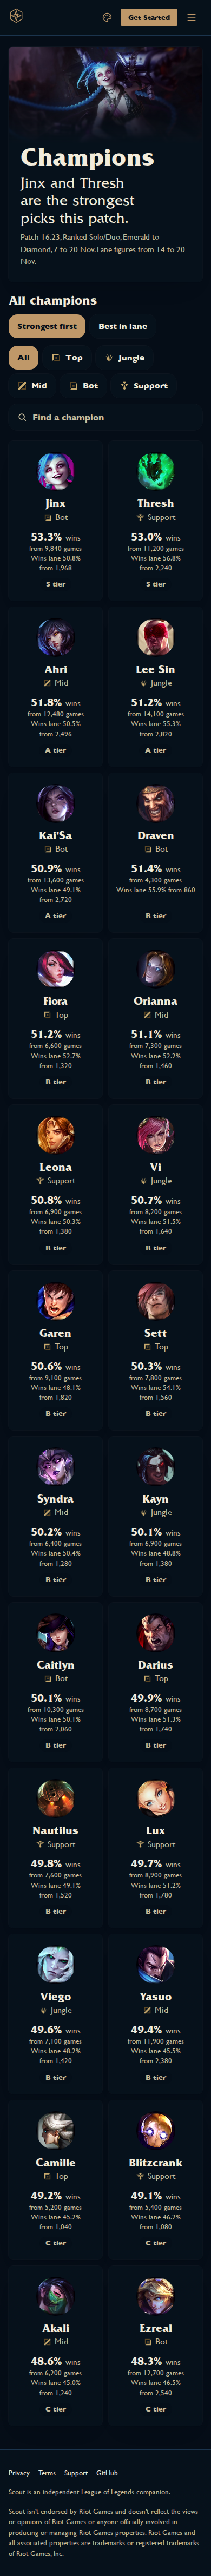 Get Started
Champions
Jinx and Thresh
are the strongest
picks this patch.
Patch 16.23, Ranked Solo/Duo, Emerald to
Diamond, 7 to 20 Nov. Lane figures from 14 to 20
Nov.
All champions
Strongest first
Best in lane
All
Top
Jungle
Mid
Bot
Support
Find a champion
Jinx
Bot
53.3% wins
from 9,840 games
Wins lane 50.8%
from 1,968
S tier
Thresh
Support
53.0% wins
from 11,200 games
Wins lane 56.8%
from 2,240
S tier
Ahri
Mid
51.8% wins
from 12,480 games
Wins lane 50.5%
from 2,496
A tier
Lee Sin
Jungle
51.2% wins
from 14,100 games
Wins lane 55.3%
from 2,820
A tier
Kai'Sa
Bot
50.9% wins
from 13,600 games
Wins lane 49.1%
from 2,720
A tier
Draven
Bot
51.4% wins
from 4,300 games
Wins lane 55.9% from 860
B tier
Fiora
Top
51.2% wins
from 6,600 games
Wins lane 52.7%
from 1,320
B tier
Orianna
Mid
51.1% wins
from 7,300 games
Wins lane 52.2%
from 1,460
B tier
Leona
Support
50.8% wins
from 6,900 games
Wins lane 50.3%
from 1,380
B tier
Vi
Jungle
50.7% wins
from 8,200 games
Wins lane 51.5%
from 1,640
B tier
Garen
Top
50.6% wins
from 9,100 games
Wins lane 48.1%
from 1,820
B tier
Sett
Top
50.3% wins
from 7,800 games
Wins lane 54.1%
from 1,560
B tier
Syndra
Mid
50.2% wins
from 6,400 games
Wins lane 50.4%
from 1,280
B tier
Kayn
Jungle
50.1% wins
from 6,900 games
Wins lane 48.8%
from 1,380
B tier
Caitlyn
Bot
50.1% wins
from 10,300 games
Wins lane 60.0%
from 2,060
B tier
Darius
Top
49.9% wins
from 8,700 games
Wins lane 51.3%
from 1,740
B tier
Nautilus
Support
49.8% wins
from 7,600 games
Wins lane 50.1%
from 1,520
B tier
Lux
Support
49.7% wins
from 8,900 games
Wins lane 51.2%
from 1,780
B tier
Viego
Jungle
49.6% wins
from 7,100 games
Wins lane 48.2%
from 1,420
B tier
Yasuo
Mid
49.4% wins
from 11,900 games
Wins lane 45.5%
from 2,380
B tier
Camille
Top
49.2% wins
from 5,200 games
Wins lane 45.2%
from 1,040
C tier
Blitzcrank
Support
49.1% wins
from 5,400 games
Wins lane 46.2%
from 1,080
C tier
Akali
Mid
48.6% wins
from 6,200 games
Wins lane 45.0%
from 1,240
C tier
Ezreal
Bot
48.3% wins
from 12,700 games
Wins lane 46.5%
from 2,540
C tier
Privacy Terms Support GitHub
Scout is an independent League of Legends companion.
Scout isn't endorsed by Riot Games and doesn't reflect the views
or opinions of Riot Games or anyone officially involved in
producing or managing Riot Games properties. Riot Games and
all associated properties are trademarks or registered trademarks
of Riot Games, Inc.